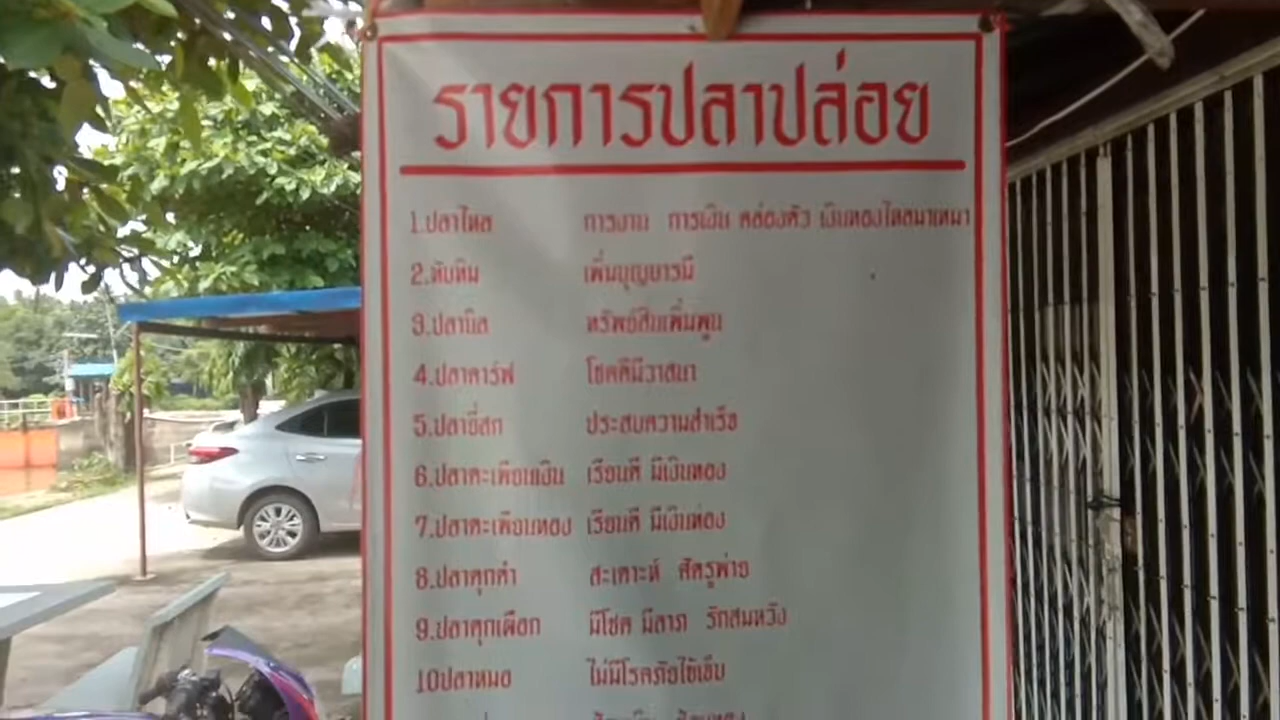 รายการปลาปล่อย
1.ปลาไหล การงาน การเงิน คล่องตัว เงินทองไหลมาเทมา
2.ทับทิม เพิ่มบุญบารมี
3.ปลานิล ทรัพย์สินเพิ่มพูน
4.ปลาคาร์ฟ โชคดีมีวาสนา
5.ปลายี่สก ประสบความสำเร็จ
6.ปลาตะเพียนเงิน เรียนดี มีเงินทอง
7.ปลาตะเพียนทอง เรียนดี มีเงินทอง
8.ปลาดุกดำ สะเดาะห์ ศัตรูพ่าย
9.ปลาดุกเผือก มีโชค มีลาภ รักสมหวัง
10ปลาหมอ ไม่มีโรคภัยไข้เจ็บ